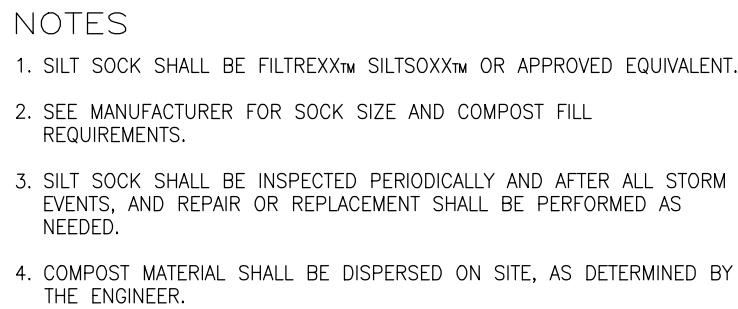 NOTES
1. SILT SOCK SHALL BE FILTREXX™ SILTSOXX™ OR APPROVED EQUIVALENT.
2. SEE MANUFACTURER FOR SOCK SIZE AND COMPOST FILL
REQUIREMENTS.
3. SILT SOCK SHALL BE INSPECTED PERIODICALLY AND AFTER ALL STORM
EVENTS, AND REPAIR OR REPLACEMENT SHALL BE PERFORMED AS
NEEDED.
4. COMPOST MATERIAL SHALL BE DISPERSED ON SITE, AS DETERMINED BY
THE ENGINEER.